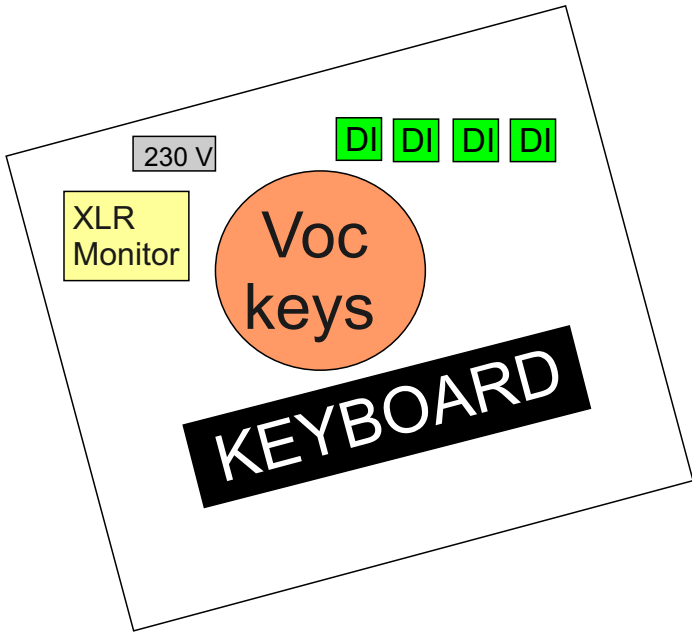 230 V
DI DI DI DI
XLR
Monitor
Voc
keys
KEYBOARD